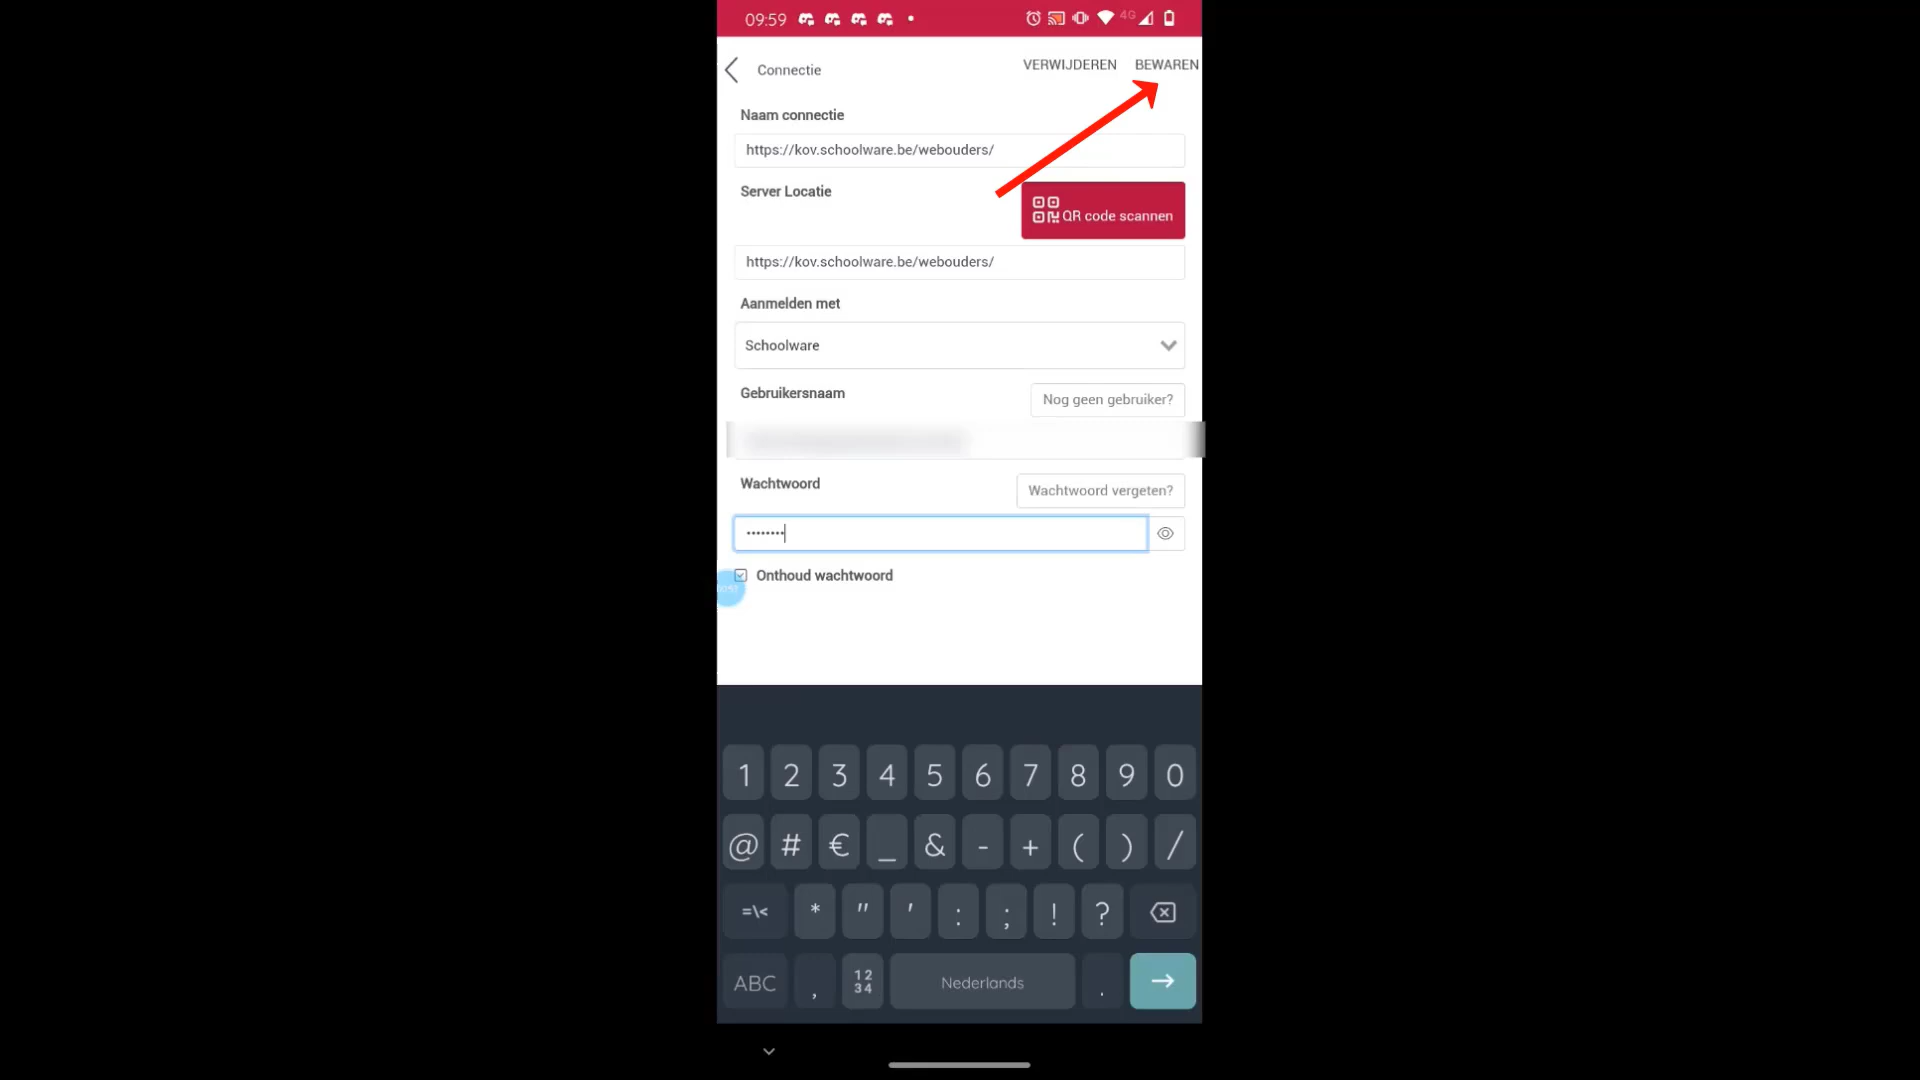 09:59
4G
Connectie
VERWIJDEREN BEWAREN
Naam connectie
https://kov.schoolware.be/webouders/
Server Locatie
QR code scannen
https://kov.schoolware.be/webouders/
Aanmelden met
Schoolware
Gebruikersnaam
Nog geen gebruiker?
Wachtwoord
Wachtwoord vergeten?
••••••••
Onthoud wachtwoord
1 2 3 4 5 6 7 8 9 0
@ # € _ & - + ( ) /
=\< * " ' : ; ! ?
ABC , 12 34 Nederlands .